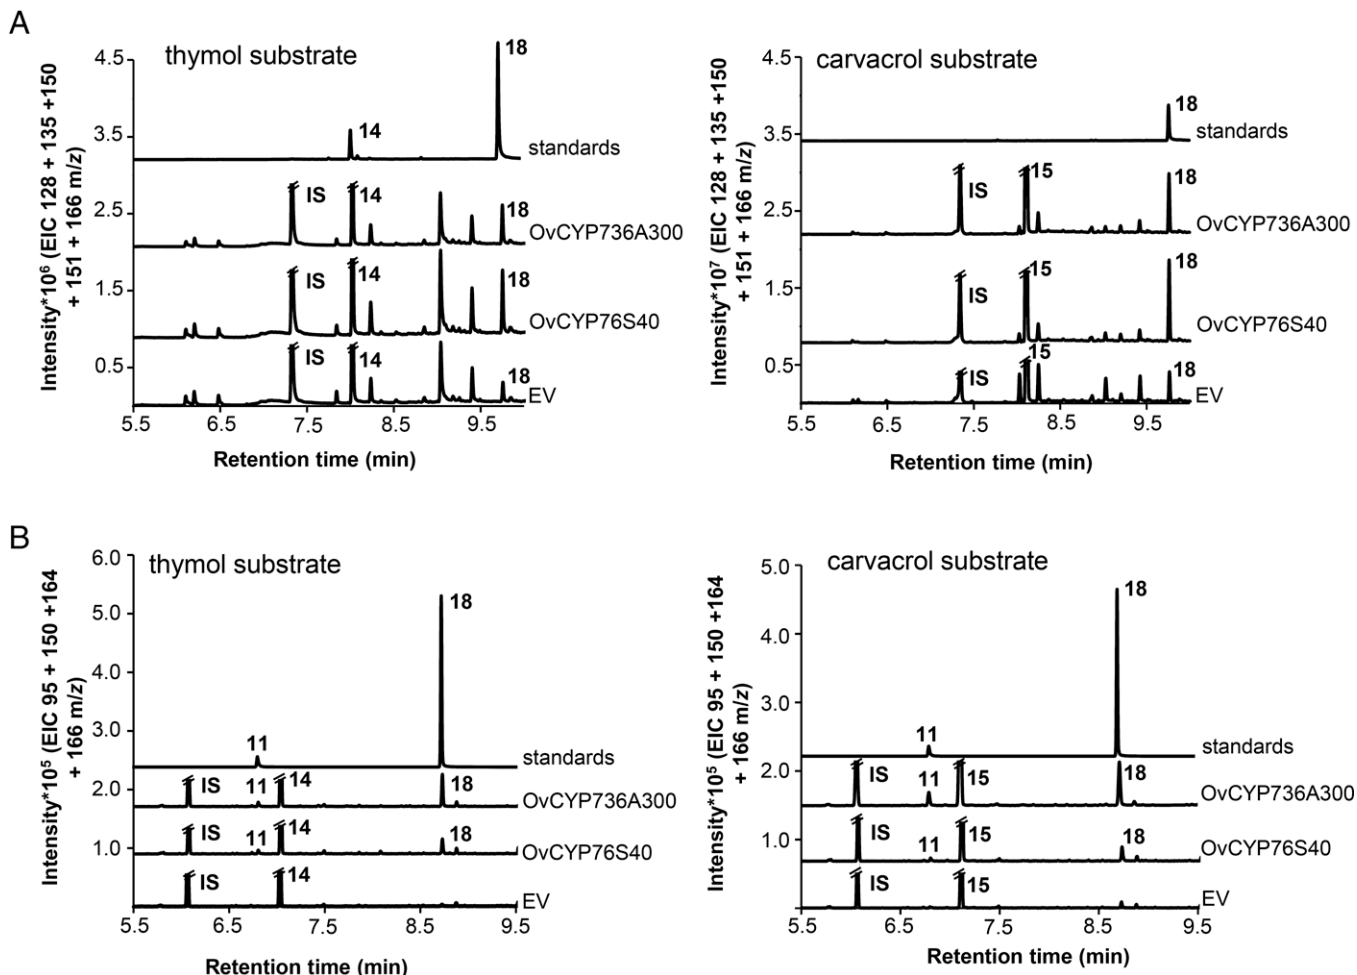 A
thymol substrate
Intensity*10⁶ (EIC 128 + 135 +150
+ 151 + 166 m/z)
4.5
3.5
2.5
1.5
0.5
18
14
standards
IS
14
18
OvCYP736A300
IS
14
18
OvCYP76S40
IS
14
18
EV
5.5 6.5 7.5 8.5 9.5
Retention time (min)
carvacrol substrate
Intensity*10⁷ (EIC 128 + 135 +150
+ 151 + 166 m/z)
4.5
3.5
2.5
1.5
0.5
18
standards
IS
15
18
OvCYP736A300
IS
15
18
OvCYP76S40
IS
15
18
EV
5.5 6.5 7.5 8.5 9.5
Retention time (min)
B
thymol substrate
Intensity*10⁵ (EIC 95 + 150 +164
+ 166 m/z)
6.0
5.0
4.0
3.0
2.0
1.0
18
11
standards
IS
11
14
18
OvCYP736A300
IS
11
14
18
OvCYP76S40
IS
14
EV
5.5 6.5 7.5 8.5 9.5
Retention time (min)
carvacrol substrate
Intensity*10⁵ (EIC 95 + 150 +164
+ 166 m/z)
5.0
4.0
3.0
2.0
1.0
18
11
standards
IS
11
15
18
OvCYP736A300
IS
11
15
18
OvCYP76S40
IS
15
EV
5.5 6.5 7.5 8.5 9.5
Retention time (min)